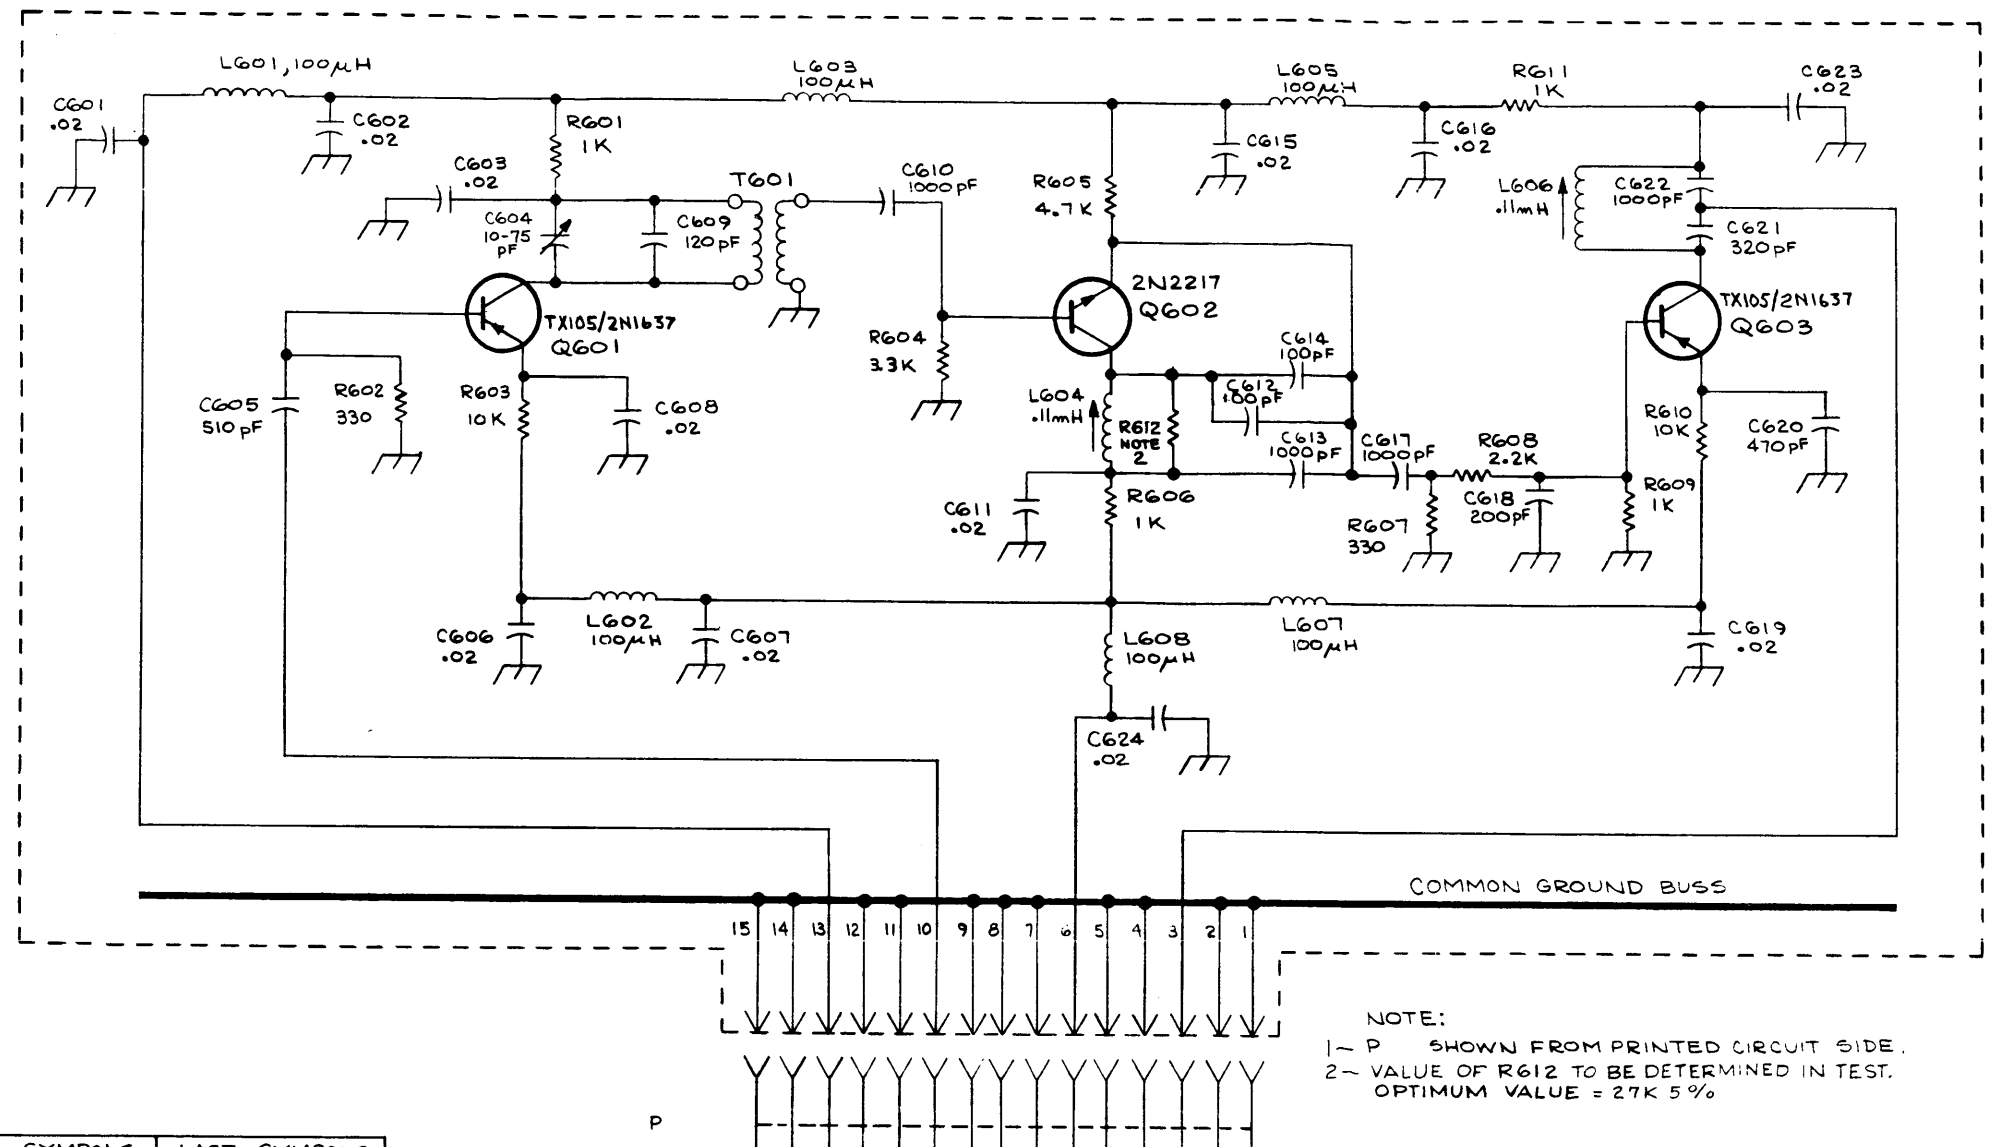 L601, 100μH
L603
100μH
L605
100μH
R611
1K
C623
.02
C601
.02
C602
.02
R601
1K
C603
.02
C604
10-75
pF
C609
120pF
T601
C610
1000pF
R605
4.7K
C615
.02
C616
.02
L606
.11mH
C622
1000pF
C621
320pF
TX105/2N1637
Q601
2N2217
Q602
TX105/2N1637
Q603
R604
3.3K
C614
100pF
C612
100pF
C613
1000pF
L604
.11mH
R612
NOTE
2
C605
510pF
R602
330
R603
10K
C608
.02
C617
1000pF
R608
2.2K
R610
10K
C620
470pF
C611
.02
R606
1K
R607
330
C618
200pF
R609
1K
C606
.02
L602
100μH
C607
.02
L608
100μH
L607
100μH
C619
.02
C624
.02
COMMON GROUND BUSS
15 14 13 12 11 10 9 8 7 6 5 4 3 2 1
NOTE:
1~ P SHOWN FROM PRINTED CIRCUIT SIDE.
2~ VALUE OF R612 TO BE DETERMINED IN TEST.
OPTIMUM VALUE = 27K 5%
P